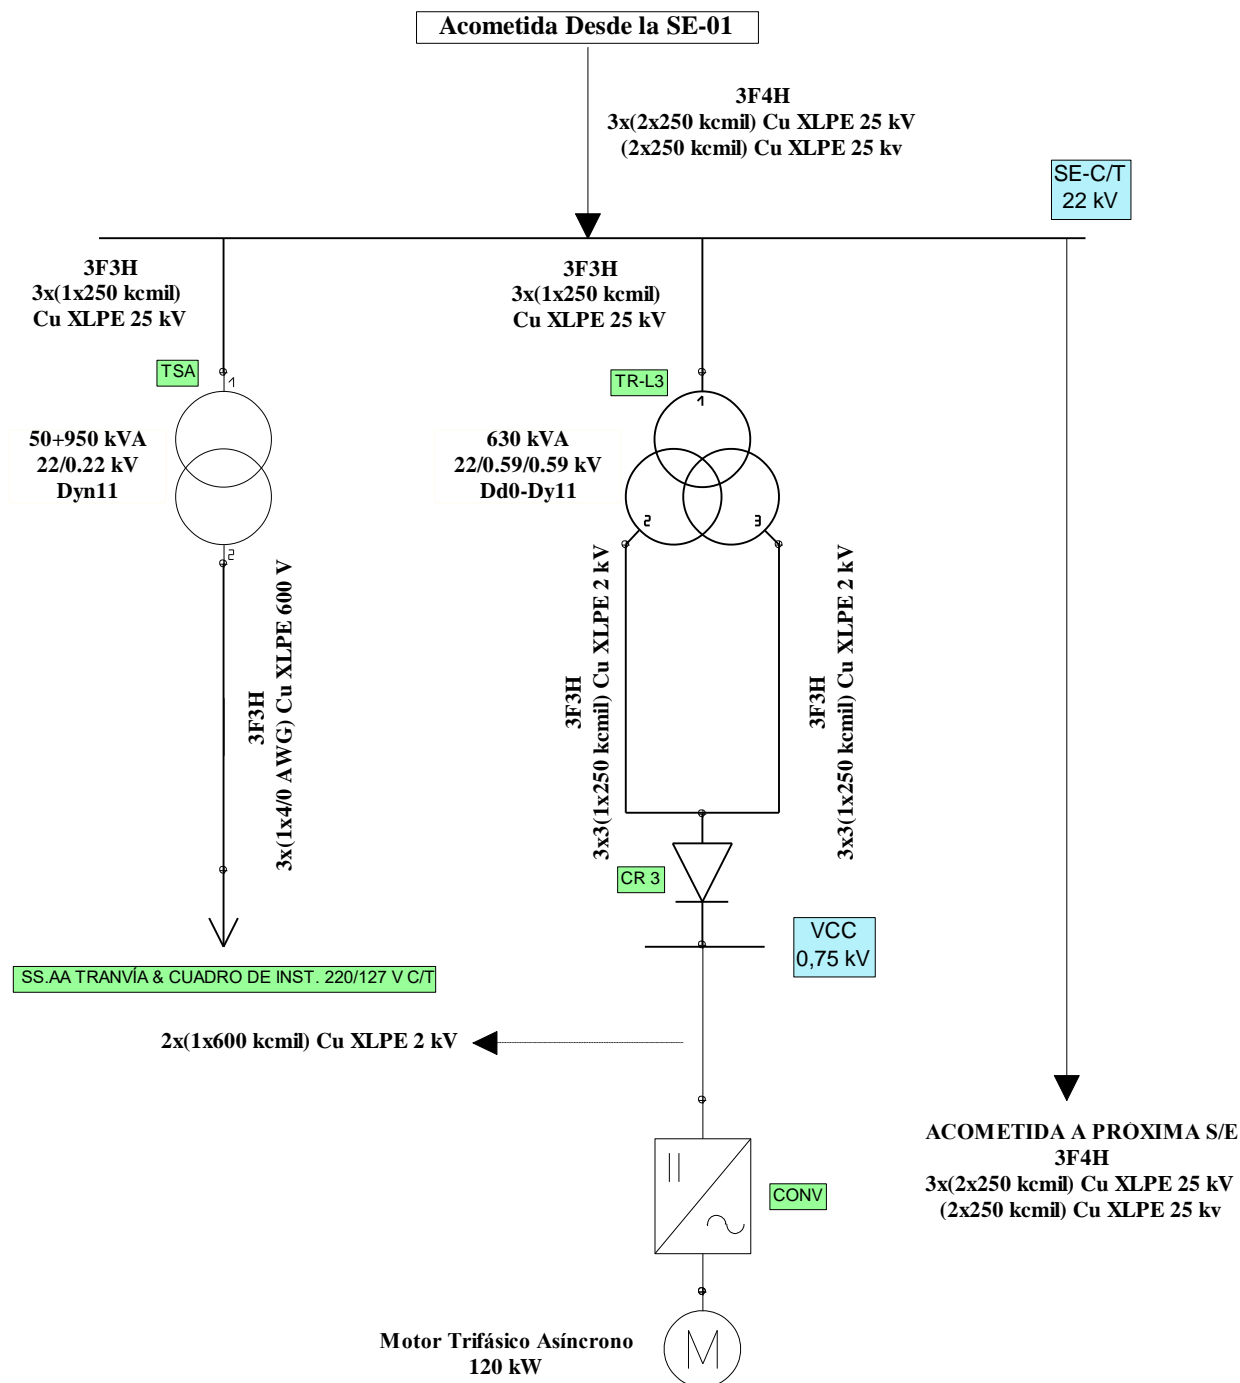 Acometida Desde la SE-01
3F4H
3x(2x250 kcmil) Cu XLPE 25 kV
(2x250 kcmil) Cu XLPE 25 kv
SE-C/T
22 kV
3F3H
3x(1x250 kcmil)
Cu XLPE 25 kV
3F3H
3x(1x250 kcmil)
Cu XLPE 25 kV
TSA
1
TR-L3
1
50+950 kVA
22/0.22 kV
Dyn11
630 kVA
22/0.59/0.59 kV
Dd0-Dy11
2
3
2
3F3H
3x(1x4/0 AWG) Cu XLPE 600 V
3F3H
3x3(1x250 kcmil) Cu XLPE 2 kV
3F3H
3x3(1x250 kcmil) Cu XLPE 2 kV
CR 3
VCC
0,75 kV
SS.AA TRANVÍA & CUADRO DE INST. 220/127 V C/T
2x(1x600 kcmil) Cu XLPE 2 kV
ACOMETIDA A PRÓXIMA S/E
3F4H
3x(2x250 kcmil) Cu XLPE 25 kV
(2x250 kcmil) Cu XLPE 25 kv
CONV
Motor Trifásico Asíncrono
120 kW
M